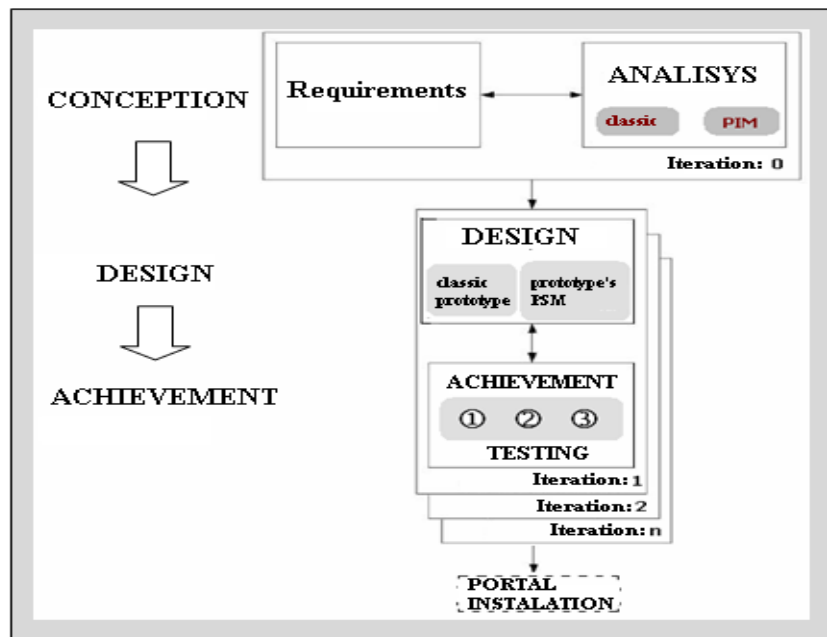 CONCEPTION
DESIGN
ACHIEVEMENT
Requirements
ANALISYS
classic
PIM
Iteration: 0
DESIGN
classic
prototype
prototype's
PSM
ACHIEVEMENT
① ② ③
TESTING
Iteration: 1
Iteration: 2
Iteration: n
PORTAL
INSTALATION